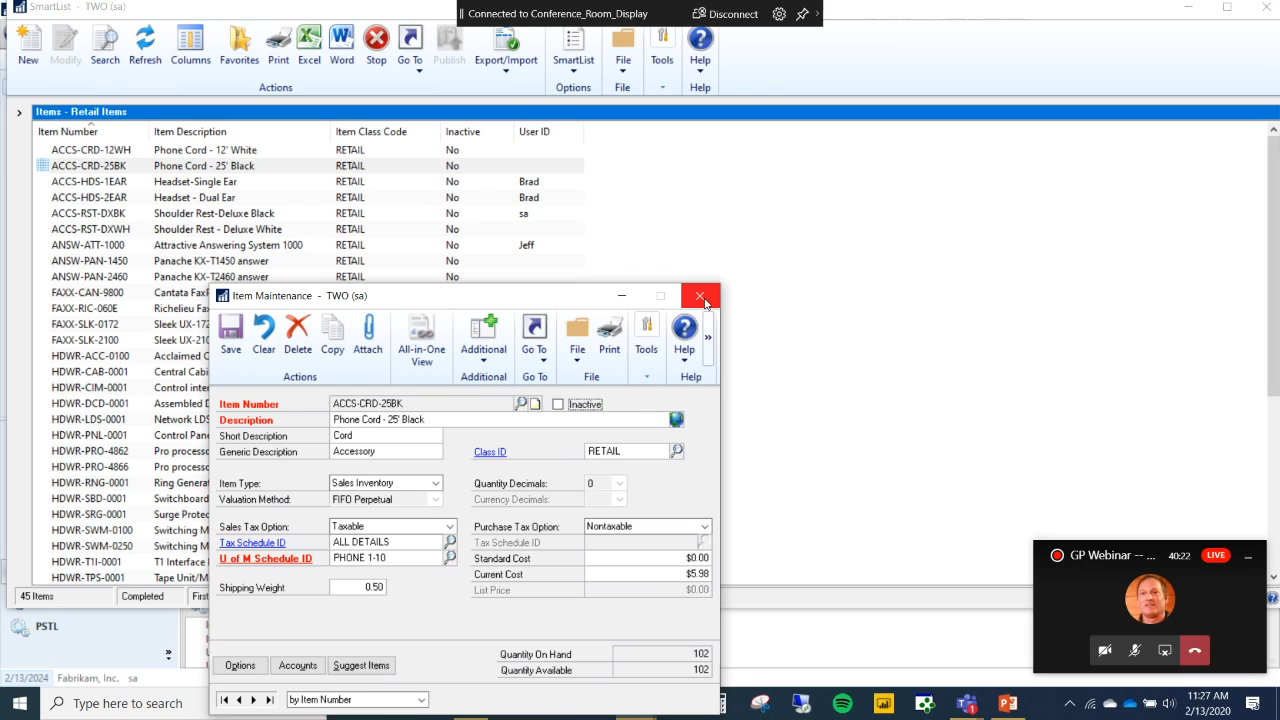 SmartList - TWO (sa)
Connected to Conference_Room_Display Disconnect
New Modify Search Refresh Columns Favorites Print Excel Word Stop Go To Publish Export/Import SmartList File Tools Help
Actions Options File Help
Items - Retail Items
Item Number Item Description Item Class Code Inactive User ID
ACCS-CRD-12WH Phone Cord - 12' White RETAIL No
ACCS-CRD-25BK Phone Cord - 25' Black RETAIL No
ACCS-HDS-1EAR Headset-Single Ear RETAIL No Brad
ACCS-HDS-2EAR Headset - Dual Ear RETAIL No Brad
ACCS-RST-DXBK Shoulder Rest-Deluxe Black RETAIL No sa
ACCS-RST-DXWH Shoulder Rest - Deluxe White RETAIL No
ANSW-ATT-1000 Attractive Answering System 1000 RETAIL No Jeff
ANSW-PAN-1450 Panache KX-T1450 answer RETAIL No
ANSW-PAN-2460 Panache KX-T2460 answer RETAIL No
FAXX-CAN-9800 Cantata Fax
FAXX-RIC-060E Richelieu Fax
FAXX-SLK-0172 Sleek UX-172
FAXX-SLK-2100 Sleek UX-210
HDWR-ACC-0100 Acclaimed C
HDWR-CAB-0001 Central Cab
HDWR-CIM-0001 Control inter
HDWR-DCD-0001 Assembled D
HDWR-LDS-0001 Network LD
HDWR-PNL-0001 Control Pan
HDWR-PRO-4862 Pro processo
HDWR-PRO-4866 Pro processo
HDWR-RNG-0001 Ring Genera
HDWR-SBD-0001 Switchboard
HDWR-SRG-0001 Surge Prote
HDWR-SWM-0100 Switching M
HDWR-SWM-0250 Switching M
HDWR-T1I-0001 T1 Interface
HDWR-TPS-0001 Tape Unit/M
45 Items Completed First
PSTL
2/13/2024 Fabrikam, Inc. sa
Item Maintenance - TWO (sa)
Save Clear Delete Copy Attach All-in-One View Additional Go To File Print Tools Help
Actions Additional Go To File Help
Item Number ACCS-CRD-25BK Inactive
Description Phone Cord - 25' Black
Short Description Cord
Generic Description Accessory Class ID RETAIL
Item Type: Sales Inventory Quantity Decimals: 0
Valuation Method: FIFO Perpetual Currency Decimals:
Sales Tax Option: Taxable Purchase Tax Option: Nontaxable
Tax Schedule ID ALL DETAILS Tax Schedule ID
U of M Schedule ID PHONE 1-10 Standard Cost $0.00
Current Cost $5.98
Shipping Weight 0.50 List Price $0.00
Quantity On Hand 102
Options Accounts Suggest Items Quantity Available 102
by Item Number
GP Webinar -- ... 40:22 LIVE
Type here to search
11:27 AM
2/13/2020